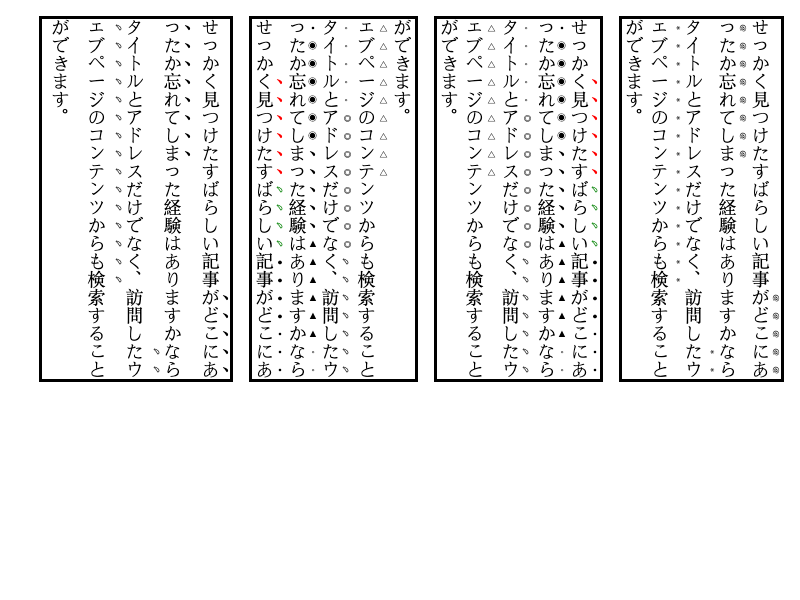 せっかく見つけたすばらしい記事がどこにあ
ったか忘れてしまった経験はありますかなら
タイトルとアドレスだけでなく、訪問したウ
ェブページのコンテンツからも検索すること
ができます。
せっかく見つけたすばらしい記事がどこにあ
ったか忘れてしまった経験はありますかなら
タイトルとアドレスだけでなく、訪問したウ
ェブページのコンテンツからも検索すること
ができます。
せっかく見つけたすばらしい記事がどこにあ
ったか忘れてしまった経験はありますかなら
タイトルとアドレスだけでなく、訪問したウ
ェブページのコンテンツからも検索すること
ができます。
せっかく見つけたすばらしい記事がどこにあ
ったか忘れてしまった経験はありますかなら
タイトルとアドレスだけでなく、訪問したウ
ェブページのコンテンツからも検索すること
ができます。